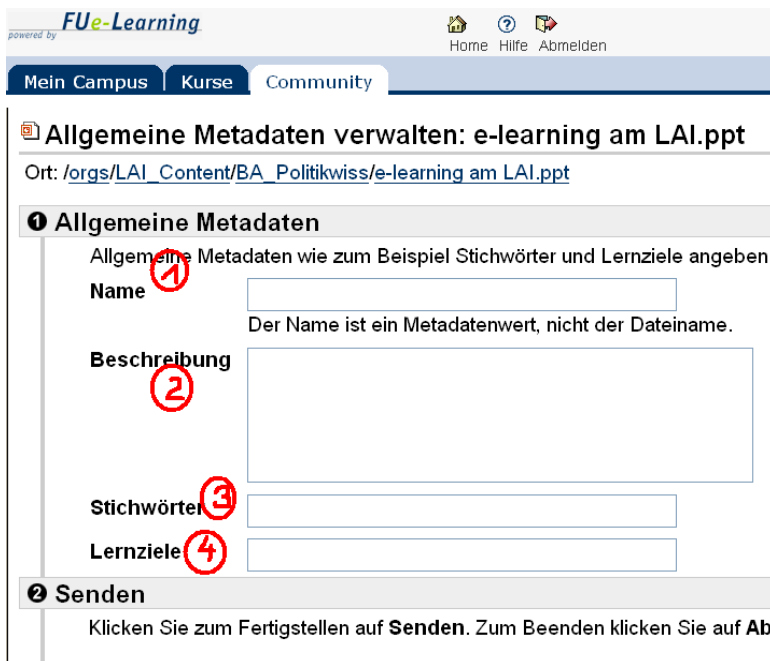 powered by FUe-Learning
Home Hilfe Abmelden
Mein Campus Kurse Community
Allgemeine Metadaten verwalten: e-learning am LAI.ppt
Ort: /orgs/LAI_Content/BA_Politikwiss/e-learning am LAI.ppt
1 Allgemeine Metadaten
Allgemeine Metadaten wie zum Beispiel Stichwörter und Lernziele angeben
1
Name
Der Name ist ein Metadatenwert, nicht der Dateiname.
Beschreibung
2
Stichwörter 3
Lernziele 4
2 Senden
Klicken Sie zum Fertigstellen auf Senden. Zum Beenden klicken Sie auf Ab